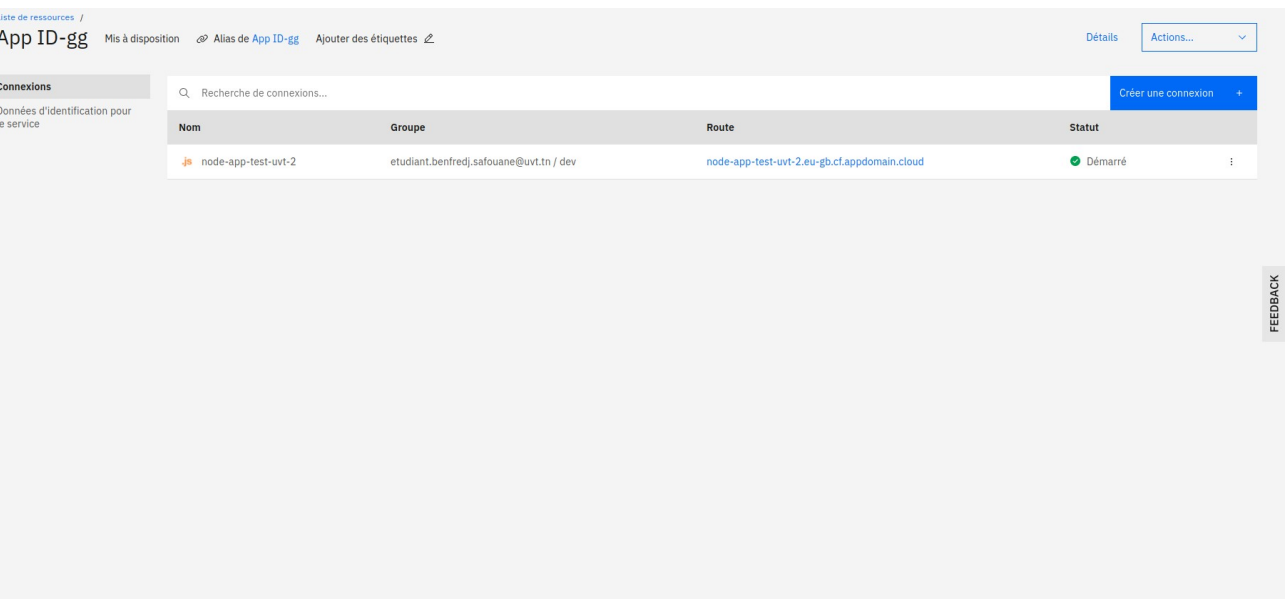 iste de ressources /
App ID-gg Mis à disposition Alias de App ID-gg Ajouter des étiquettes Détails Actions...
Connexions
Recherche de connexions... Créer une connexion +
Données d'identification pour
le service
Nom Groupe Route Statut
.js node-app-test-uvt-2 etudiant.benfredj.safouane@uvt.tn / dev node-app-test-uvt-2.eu-gb.cf.appdomain.cloud Démarré
FEEDBACK